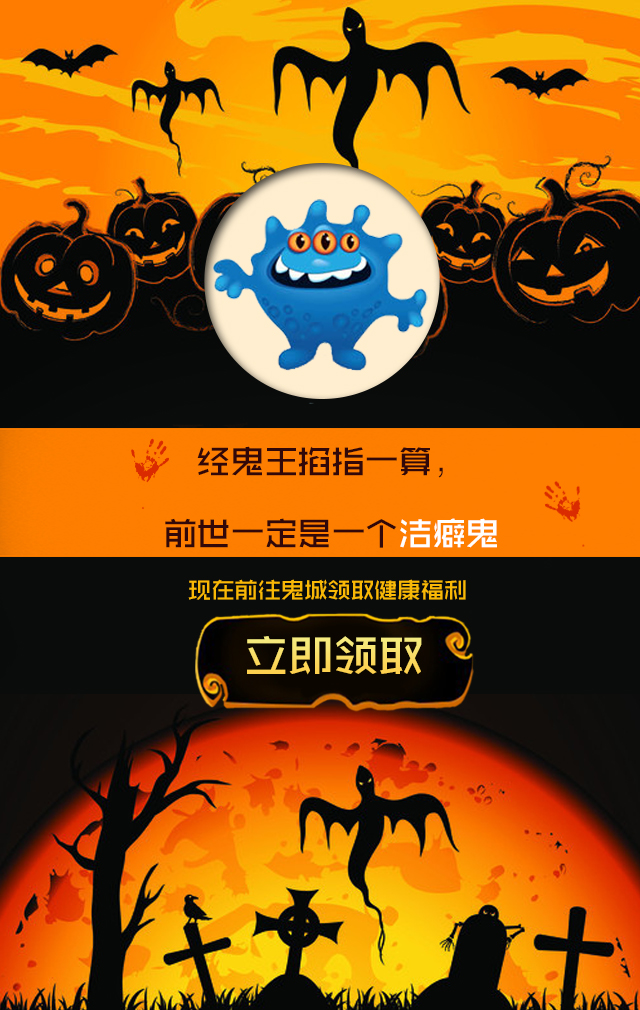 经鬼王掐指一算，
前世一定是一个洁癖鬼
现在前往鬼城领取健康福利
立即领取